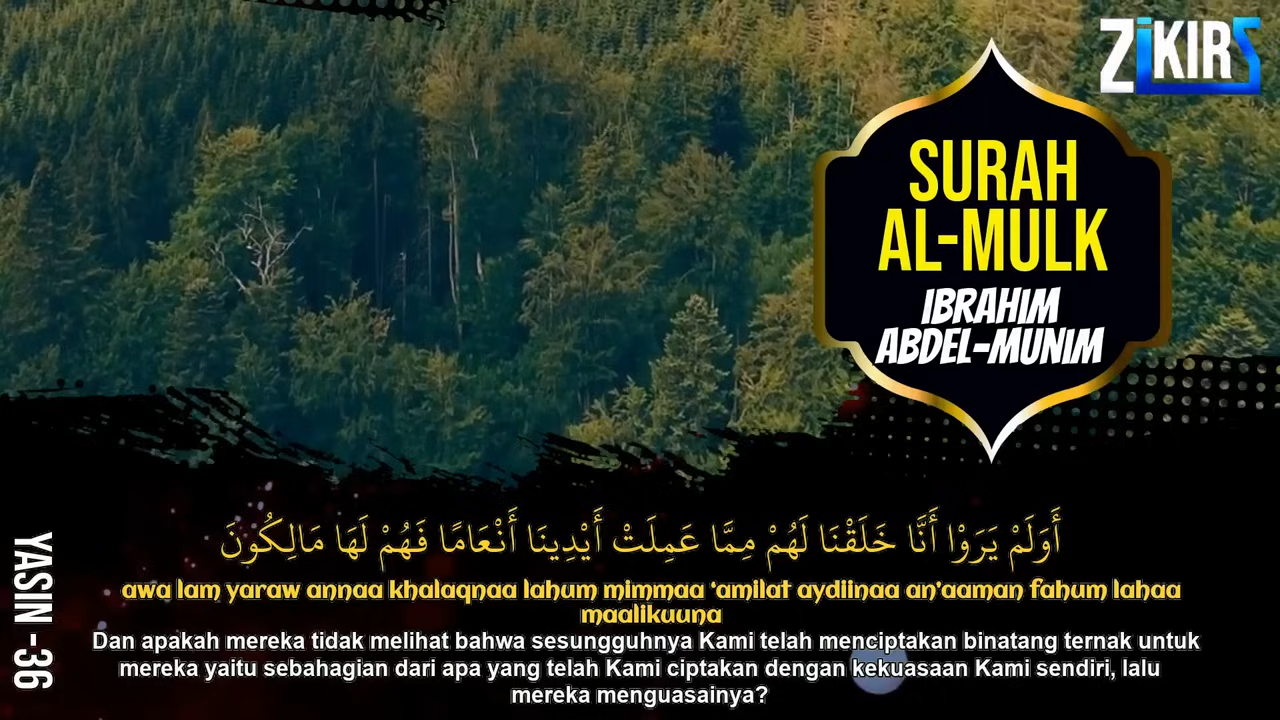 ZIKIRS
SURAH
AL-MULK
IBRAHIM
ABDEL-MUNIM
أَوَلَمْ يَرَوْا أَنَّا خَلَقْنَا لَهُمْ مِمَّا عَمِلَتْ أَيْدِينَا أَنْعَامًا فَهُمْ لَهَا مَالِكُونَ
awa lam yaraw annaa khalaqnaa lahum mimmaa 'amilat aydiinaa an'aaman fahum lahaa
maalikuuna
Dan apakah mereka tidak melihat bahwa sesungguhnya Kami telah menciptakan binatang ternak untuk
mereka yaitu sebahagian dari apa yang telah Kami ciptakan dengan kekuasaan Kami sendiri, lalu
mereka menguasainya?
YASIN - 36